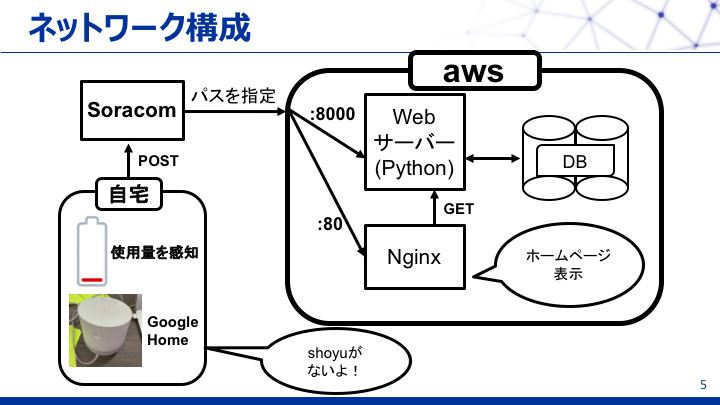 ネットワーク構成
aws
Soracom
パスを指定
:8000
Web
サーバー
(Python)
DB
POST
自宅
GET
:80
Nginx
ホームページ
表示
使用量を感知
Google
Home
shoyuが
ないよ！
5